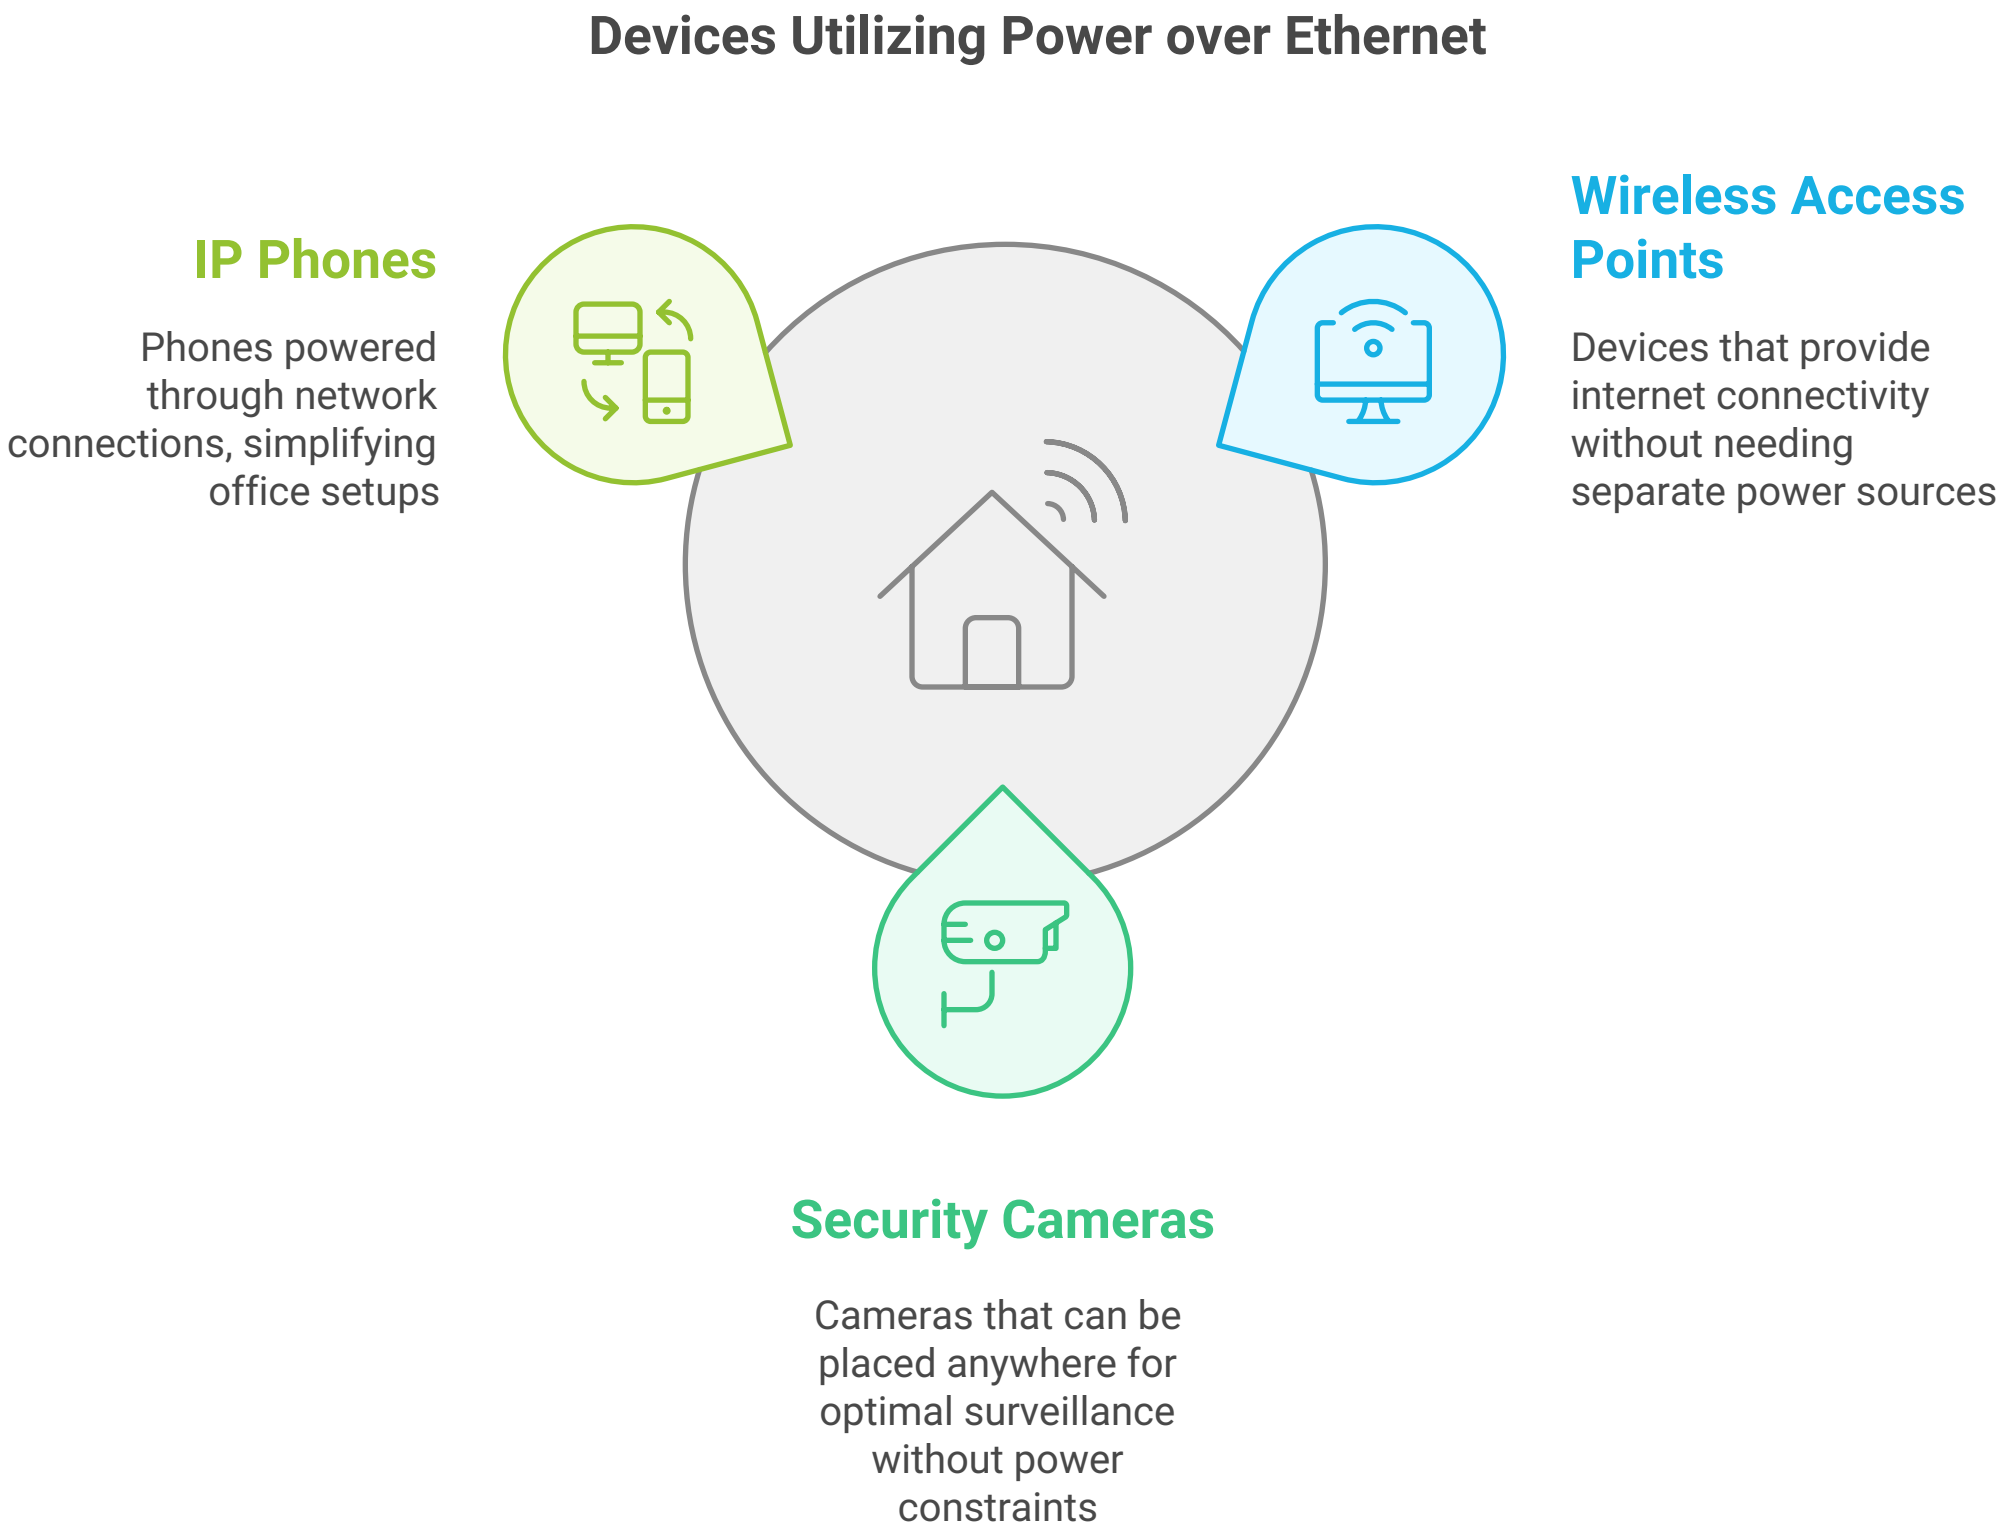 Devices Utilizing Power over Ethernet
IP Phones
Phones powered
through network
connections, simplifying
office setups
Wireless Access
Points
Devices that provide
internet connectivity
without needing
separate power sources
Security Cameras
Cameras that can be
placed anywhere for
optimal surveillance
without power
constraints